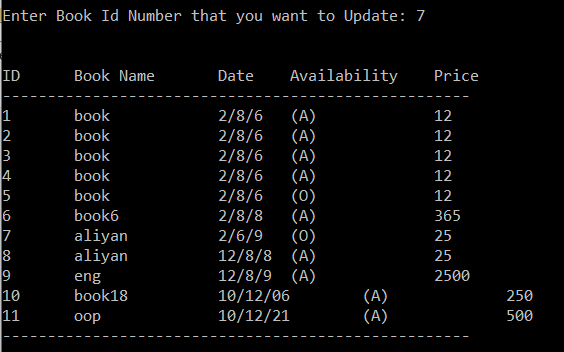 Enter Book Id Number that you want to Update: 7
ID Book Name Date Availability Price
----------------------------------------------------
1 book 2/8/6 (A) 12
2 book 2/8/6 (A) 12
3 book 2/8/6 (A) 12
4 book 2/8/6 (A) 12
5 book 2/8/6 (O) 12
6 book6 2/8/8 (A) 365
7 aliyan 2/6/9 (O) 25
8 aliyan 12/8/8 (A) 25
9 eng 12/8/9 (A) 2500
10 book18 10/12/06 (A) 250
11 oop 10/12/21 (A) 500
----------------------------------------------------